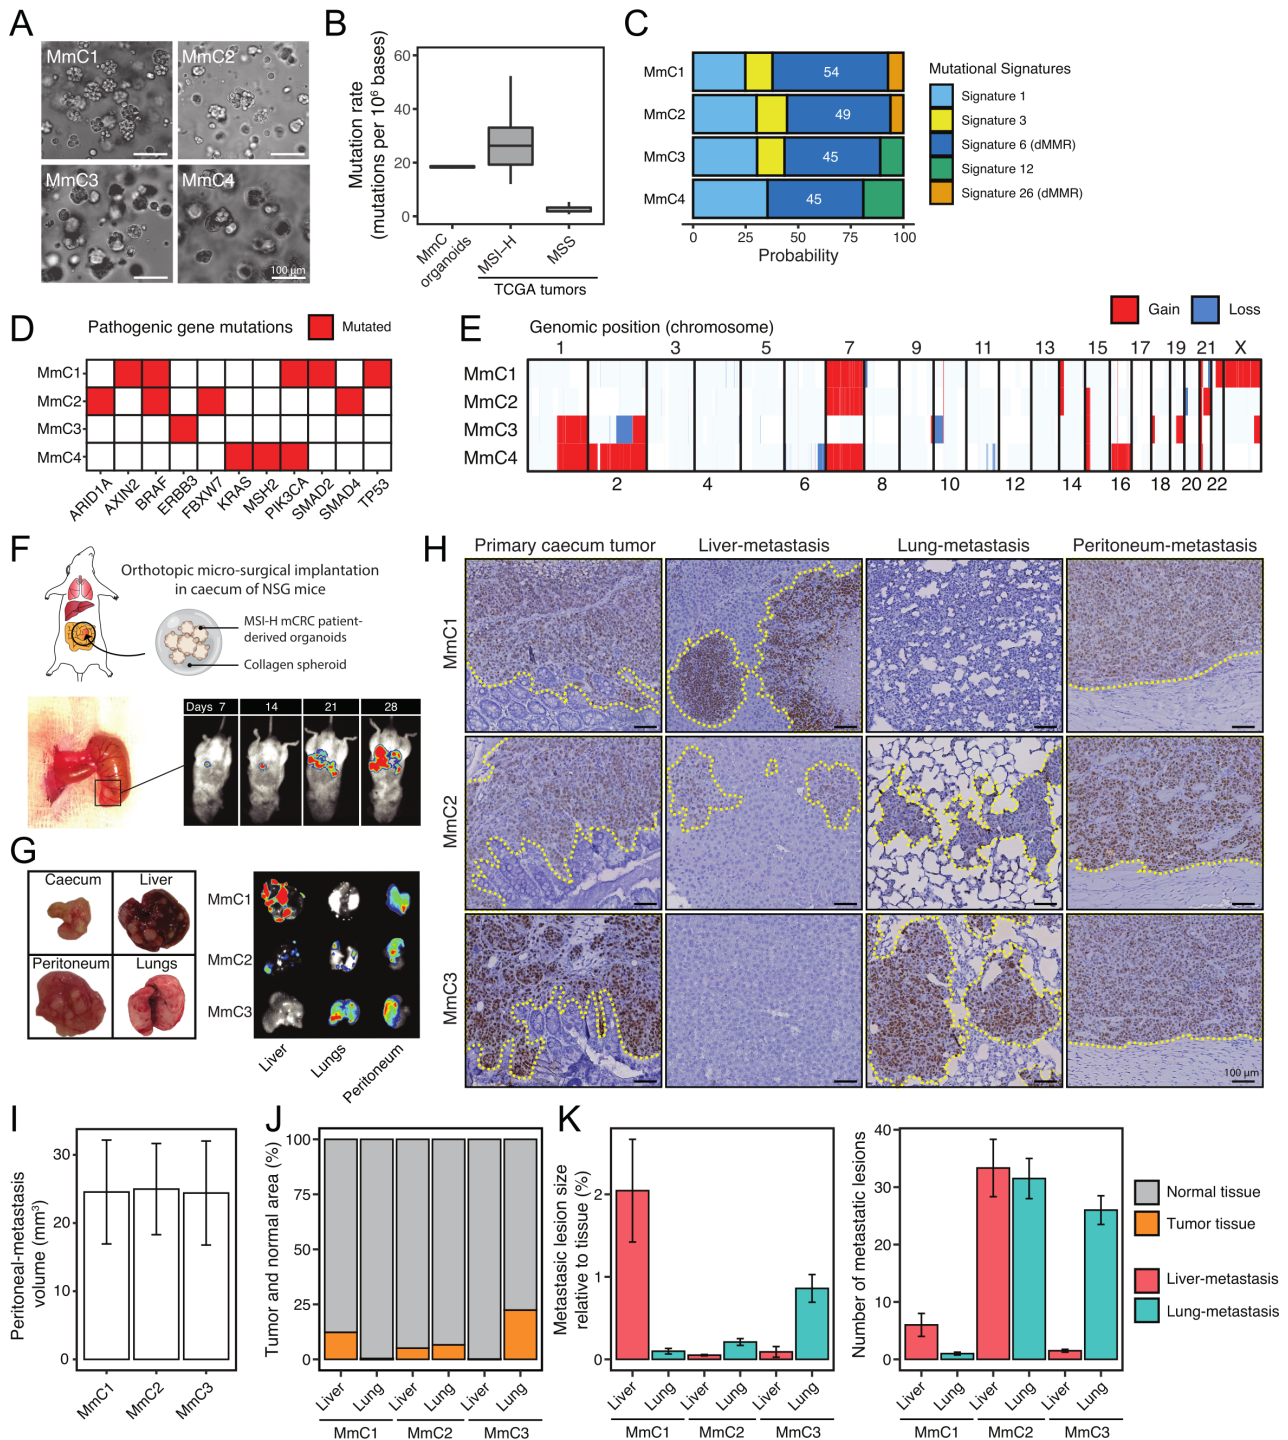 A
MmC1
MmC2
MmC3
MmC4
100 µm
B
Mutation rate
(mutations per 10⁶ bases)
60
40
20
0
MmC
organoids
MSI–H
MSS
TCGA tumors
C
MmC1
MmC2
MmC3
MmC4
54
49
45
45
0
25
50
75
100
Probability
Mutational Signatures
Signature 1
Signature 3
Signature 6 (dMMR)
Signature 12
Signature 26 (dMMR)
D
Pathogenic gene mutations
Mutated
MmC1
MmC2
MmC3
MmC4
ARID1A
AXIN2
BRAF
ERBB3
FBXW7
KRAS
MSH2
PIK3CA
SMAD2
SMAD4
TP53
E
Genomic position (chromosome)
Gain
Loss
1 3 5 7 9 11 13 15 17 19 21 X
MmC1
MmC2
MmC3
MmC4
2 4 6 8 10 12 14 16 18 20 22
F
Orthotopic micro-surgical implantation
in caecum of NSG mice
MSI-H mCRC patient-
derived organoids
Collagen spheroid
Days 7 14 21 28
G
Caecum
Liver
Peritoneum
Lungs
MmC1
MmC2
MmC3
Liver
Lungs
Peritoneum
H
Primary caecum tumor
Liver-metastasis
Lung-metastasis
Peritoneum-metastasis
MmC1
MmC2
MmC3
100 µm
I
Peritoneal-metastasis
volume (mm³)
30
20
10
0
MmC1
MmC2
MmC3
J
Tumor and normal area (%)
100
75
50
25
0
Liver
Lung
Liver
Lung
Liver
Lung
MmC1
MmC2
MmC3
K
Metastasic lesion size
relative to tissue (%)
2
1
0
Liver
Lung
Liver
Lung
Liver
Lung
MmC1
MmC2
MmC3
Number of metastatic lesions
40
30
20
10
0
Liver
Lung
Liver
Lung
Liver
Lung
MmC1
MmC2
MmC3
Normal tissue
Tumor tissue
Liver-metastasis
Lung-metastasis